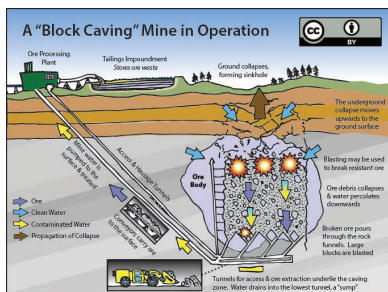 A “Block Caving” Mine in Operation
cc
BY
Ore Processing
Plant
Tailings Impoundment
Stores ore waste
Ground collapses,
forming sinkhole
The underground
collapse moves
upwards to the
ground surface
Mine water is
pumped to the
surface & treated
Access & Haulage Tunnels
Conveyors carry ore
to the surface
Ore
Body
Blasting may be used
to break resistant ore
Ore debris collapses
& water percolates
downwards
Broken ore pours
through the rock
tunnels. Large
blocks are blasted
Ore
Clean Water
Contaminated Water
Propagation of Collapse
Tunnels for access & ore extraction underlie the caving
zone. Water drains into the lowest tunnel, a “sump”